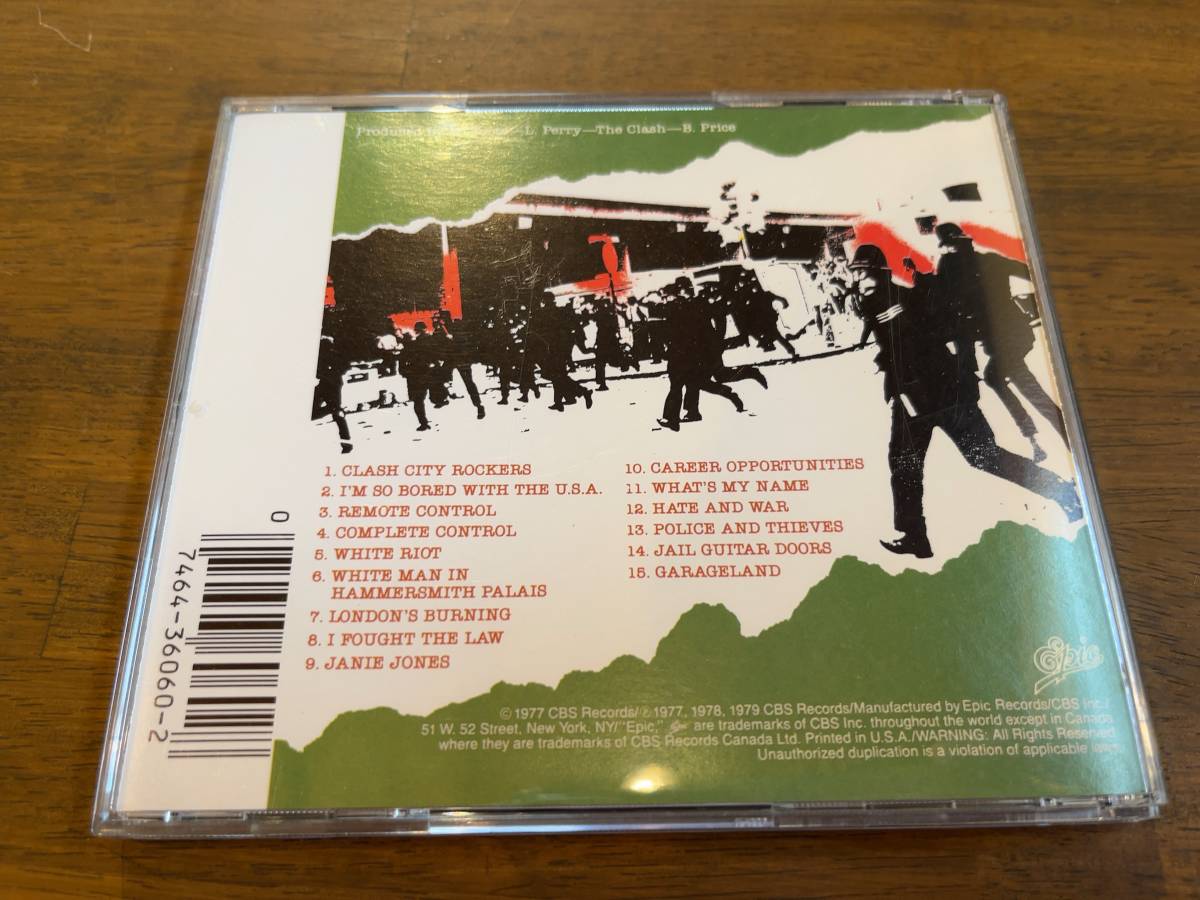 Produced L. Perry—The Clash—B. Price
1. CLASH CITY ROCKERS
2. I'M SO BORED WITH THE U.S.A.
3. REMOTE CONTROL
4. COMPLETE CONTROL
5. WHITE RIOT
6. WHITE MAN IN
HAMMERSMITH PALAIS
7. LONDON'S BURNING
8. I FOUGHT THE LAW
9. JANIE JONES
10. CAREER OPPORTUNITIES
11. WHAT'S MY NAME
12. HATE AND WAR
13. POLICE AND THIEVES
14. JAIL GUITAR DOORS
15. GARAGELAND
0 7464-36060-2
Epic
© 1977 CBS Records/℗ 1977, 1978, 1979 CBS Records/Manufactured by Epic Records/CBS Inc./
51 W. 52 Street, New York, NY/"Epic," are trademarks of CBS Inc. throughout the world except in Canada
where they are trademarks of CBS Records Canada Ltd. Printed in U.S.A./WARNING: All Rights Reserved.
Unauthorized duplication is a violation of applicable laws.